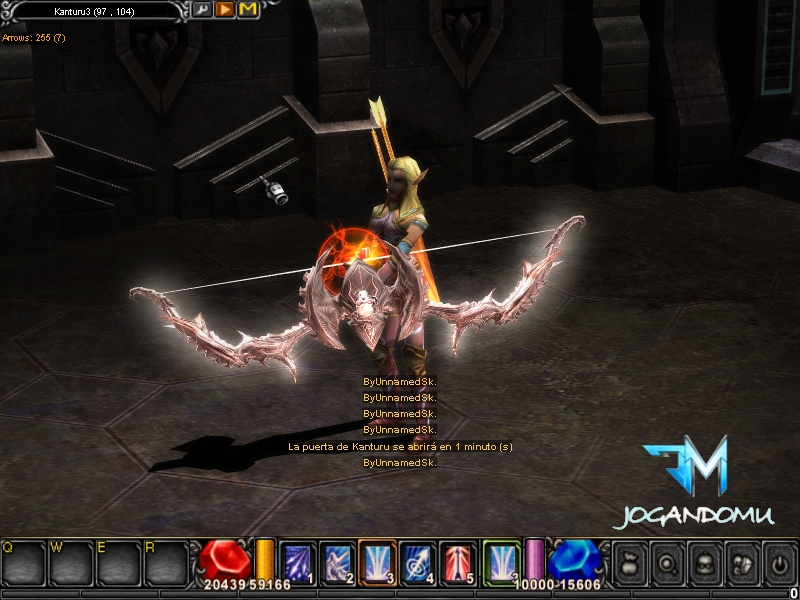 Kanturu3 (97 , 104)
M
Arrows: 255 (7)
ByUnnamedSk.
ByUnnamedSk.
ByUnnamedSk.
ByUnnamedSk.
La puerta de Kanturu se abrirá en 1 minuto (s)
ByUnnamedSk.
JM
JOGANDOMU
Q W E R
1 2 3 4 5 3
20439 59166 10000 15606
0